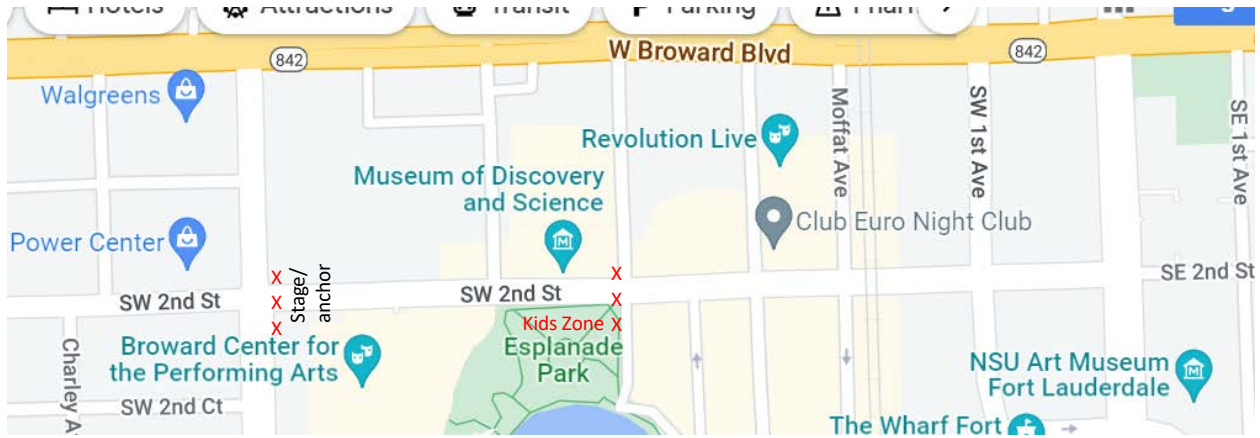 Hotels
Attractions
Transit
Parking
W Broward Blvd
842
842
Walgreens
Revolution Live
Moffat Ave
SW 1st Ave
SE 1st Ave
Museum of Discovery
and Science
Club Euro Night Club
Power Center
X
X
X
Stage/
anchor
SW 2nd St
SW 2nd St
X
X
Kids Zone X
SE 2nd St
Esplanade
Park
Broward Center for
the Performing Arts
SW 2nd Ct
NSU Art Museum
Fort Lauderdale
The Wharf Fort